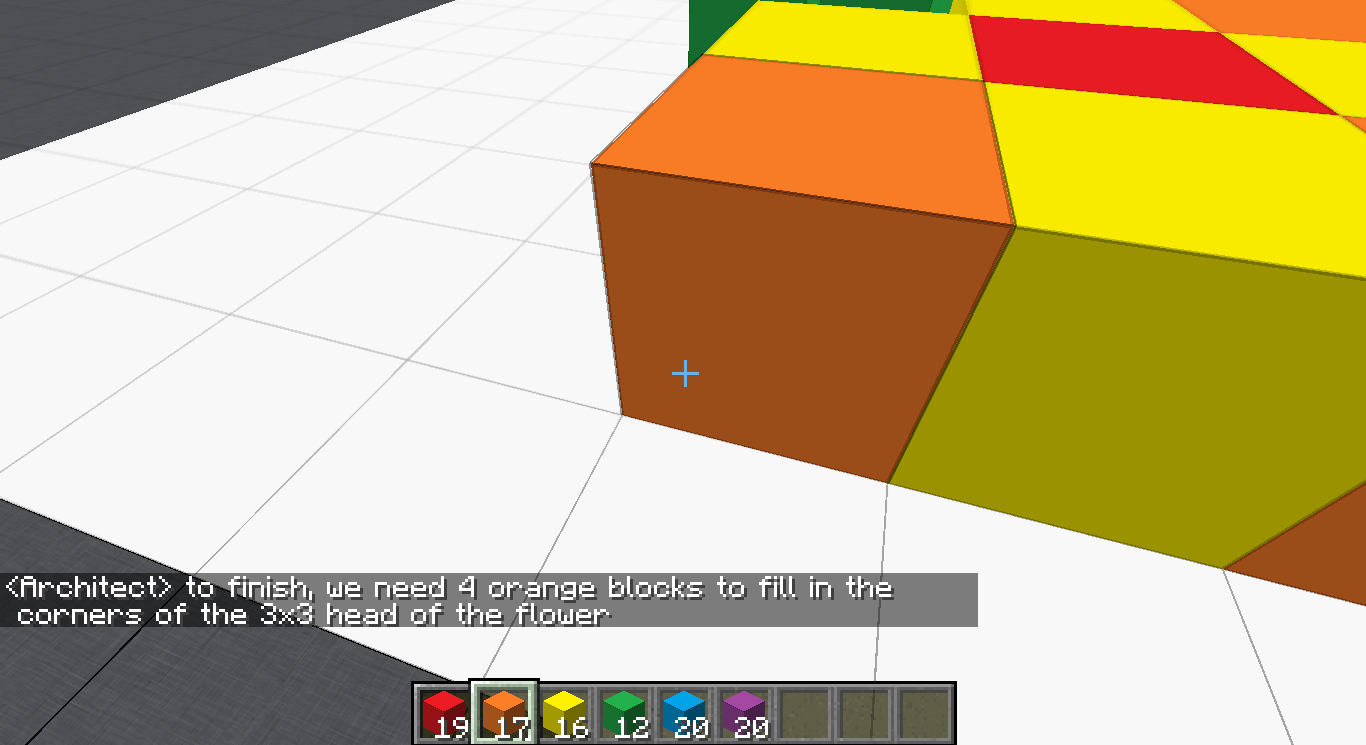 <Architect> to finish, we need 4 orange blocks to fill in the
corners of the 3x3 head of the flower
19 17 16 12 20 20